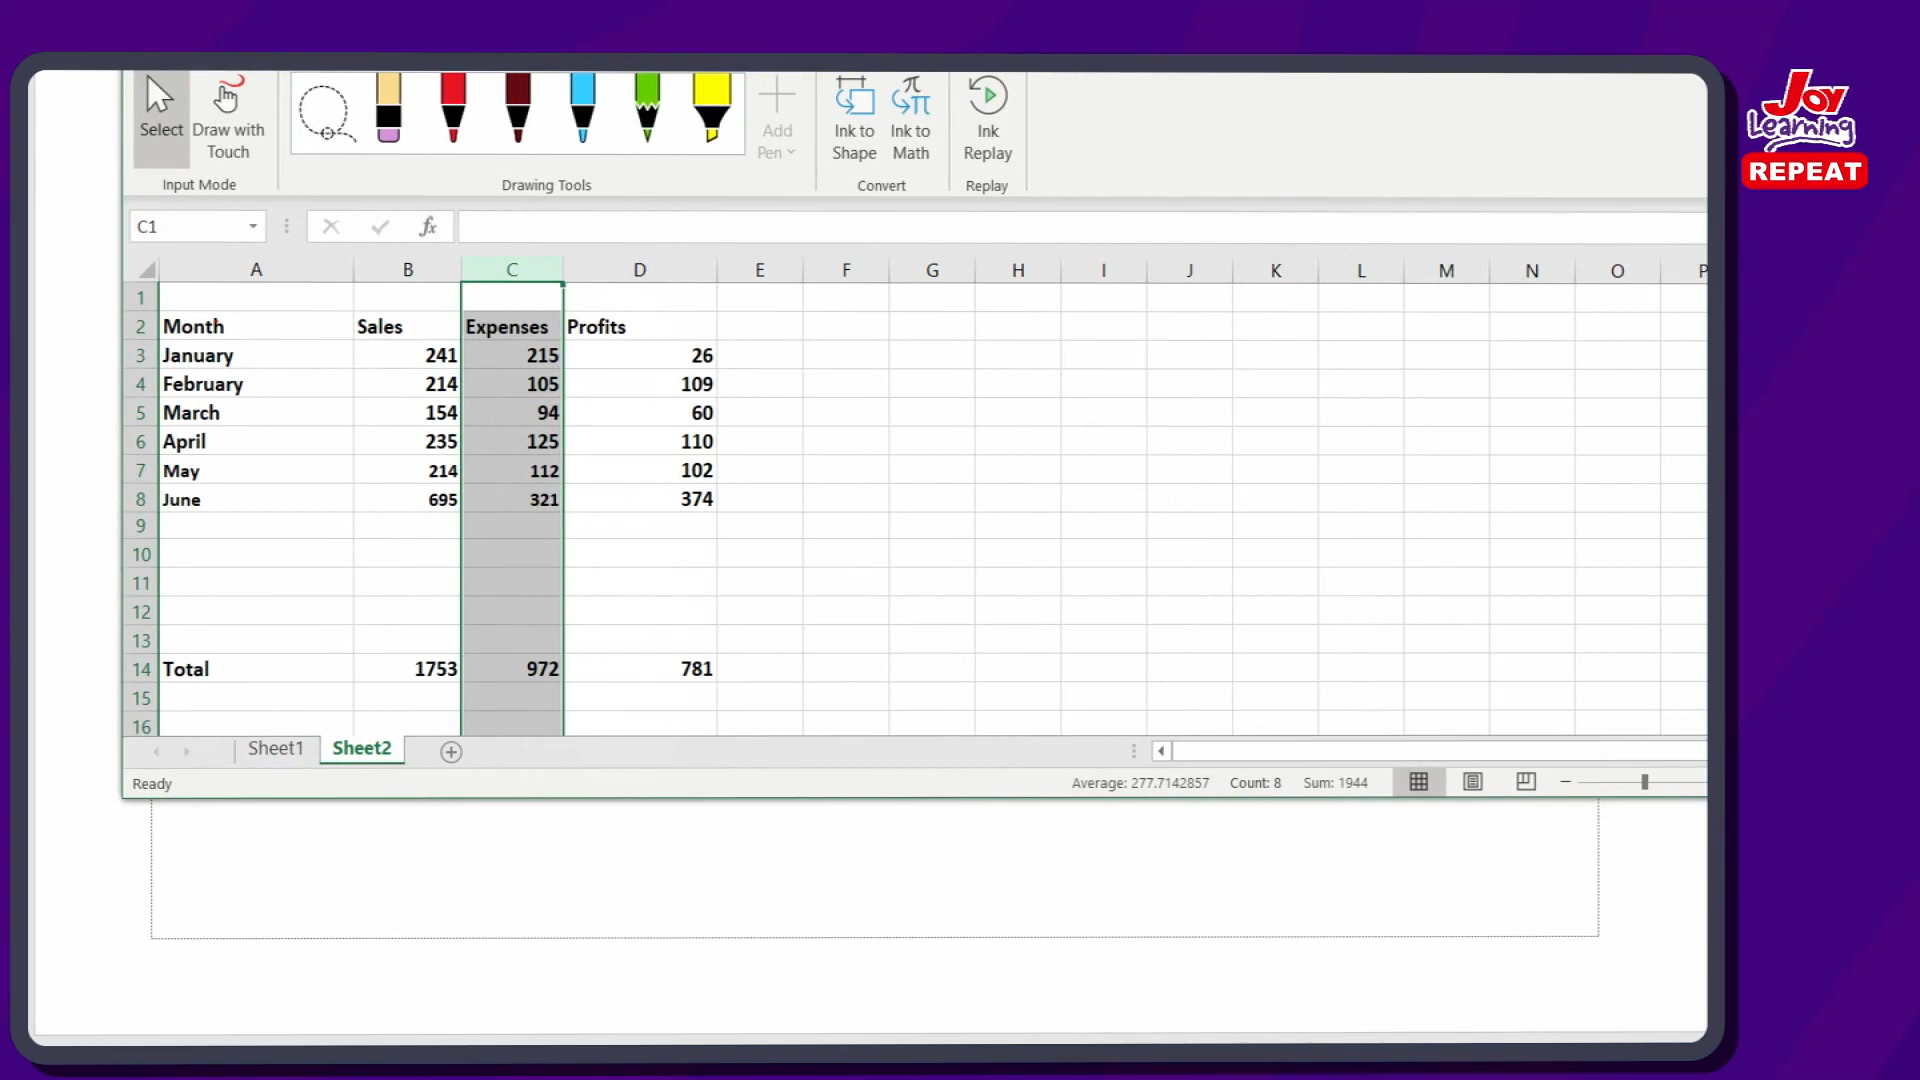 Joy
Learning
REPEAT
Select
Draw with
Touch
Add
Pen
Ink to
Shape
Ink to
Math
Ink
Replay
Input Mode
Drawing Tools
Convert
Replay
C1
fx
A B C D E F G H I J K L M N O P
1
2 Month Sales Expenses Profits
3 January 241 215 26
4 February 214 105 109
5 March 154 94 60
6 April 235 125 110
7 May 214 112 102
8 June 695 321 374
9
10
11
12
13
14 Total 1753 972 781
15
16
Sheet1 Sheet2
Ready Average: 277.7142857 Count: 8 Sum: 1944